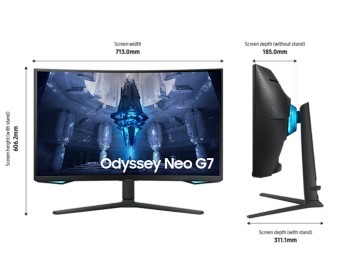 Screen width
713.0mm
Screen depth (without stand)
185.0mm
Screen height (with stand)
606.2mm
Odyssey Neo G7
Screen depth (with stand)
311.1mm